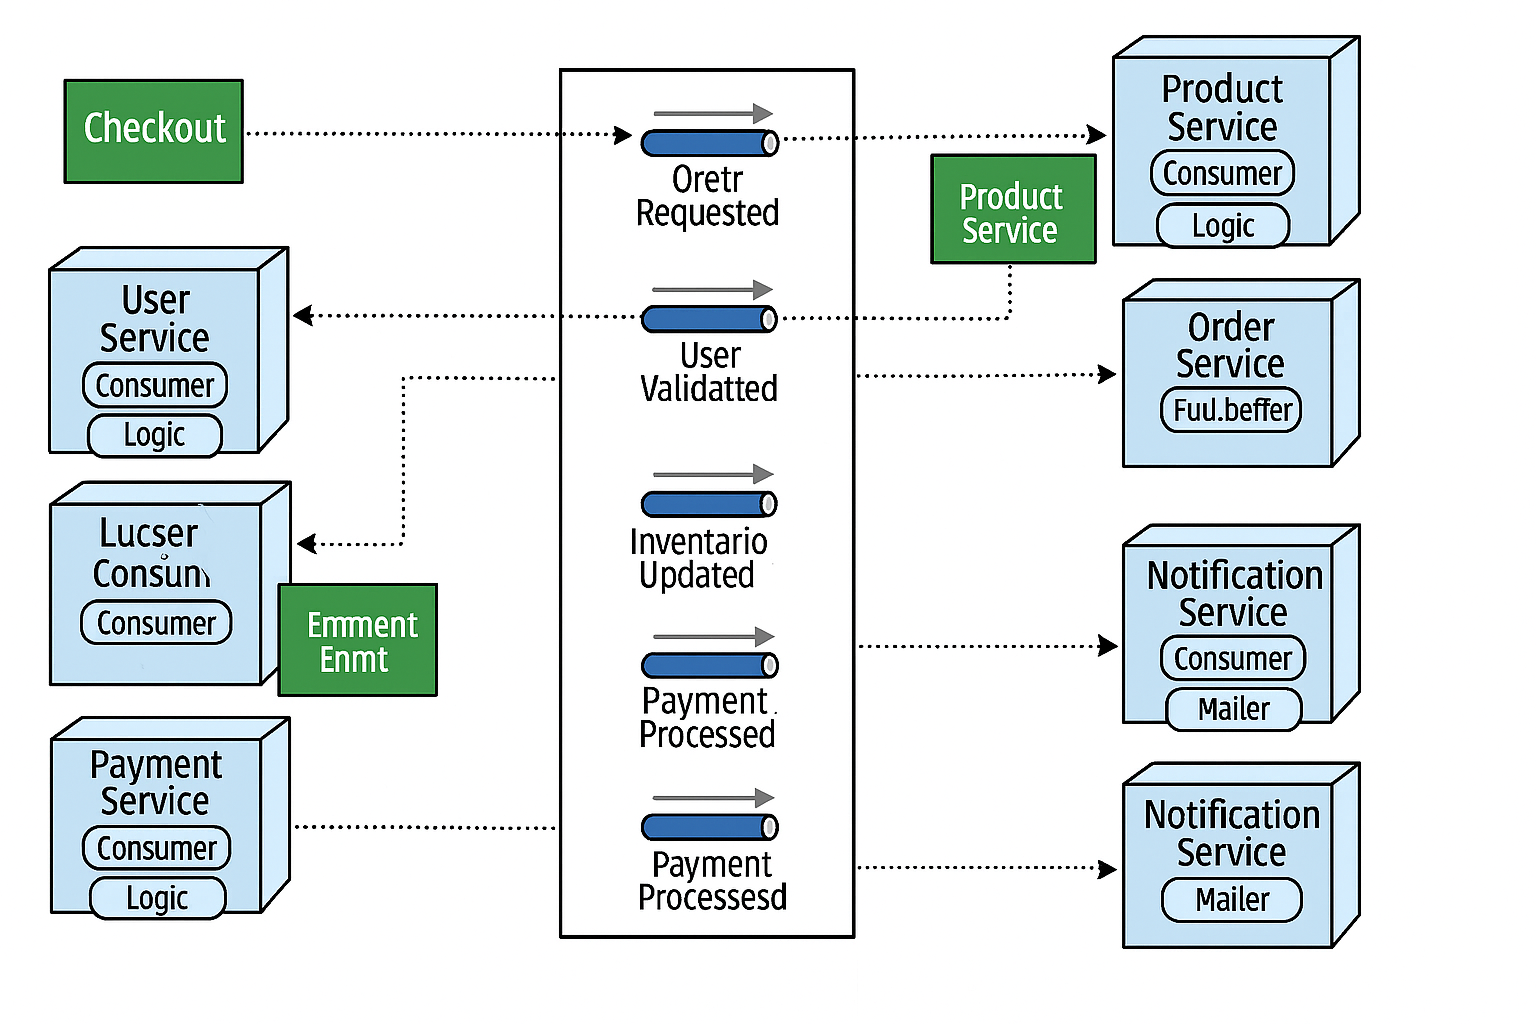 Checkout
Oretr
Requested
Product
Service
Consumer
Logic
Product
Service
User
Service
Consumer
Logic
User
Validatted
Order
Service
Fuul.beffer
Lucser
Consum
Consumer
Emment
Enmt
Inventario
Updated
Notification
Service
Consumer
Mailer
Payment
Processed
Payment
Service
Consumer
Logic
Payment
Processesd
Notification
Service
Mailer